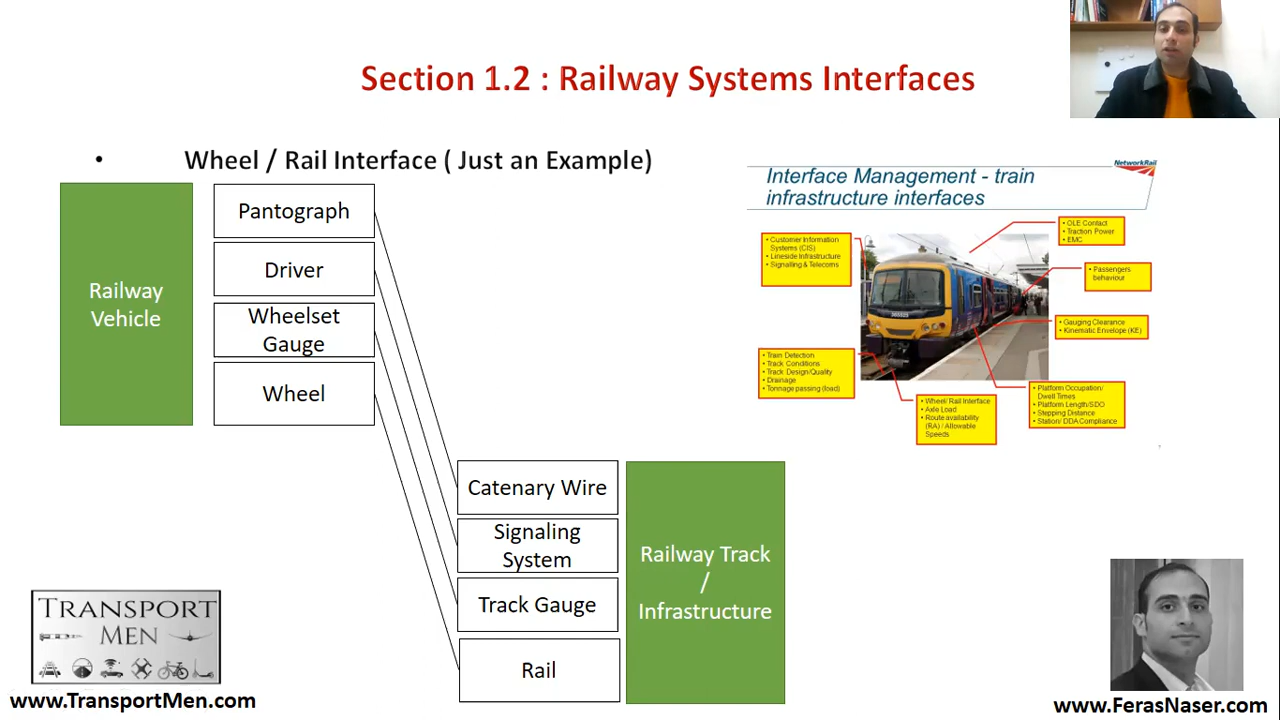 Section 1.2 : Railway Systems Interfaces
• Wheel / Rail Interface ( Just an Example)
Railway
Vehicle
Pantograph
Driver
Wheelset
Gauge
Wheel
Catenary Wire
Signaling
System
Track Gauge
Rail
Railway Track
/
Infrastructure
NetworkRail
Interface Management - train
infrastructure interfaces
• Customer Information
Systems (CIS)
• Lineside Infrastructure
• Signalling & Telecoms
• OLE Contact
• Traction Power
• EMC
• Passengers
behaviour
• Gauging Clearance
• Kinematic Envelope (KE)
• Train Detection
• Track Conditions
• Track Design/Quality
• Drainage
• Tonnage passing (load)
• Wheel/ Rail Interface
• Axle Load
• Route availability
(RA) / Allowable
Speeds
• Platform Occupation/
Dwell Times
• Platform Length/SDO
• Stepping Distance
• Station/ DDA Compliance
TRANSPORT
MEN
www.TransportMen.com
www.FerasNaser.com